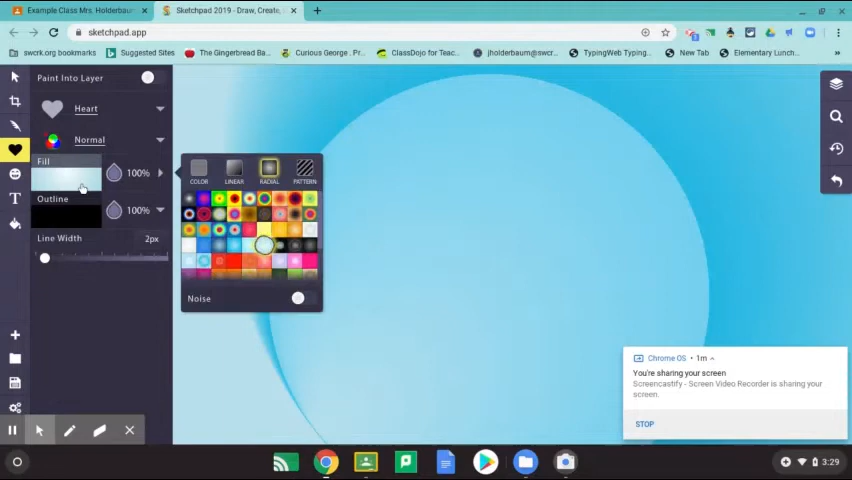 Example Class Mrs. Holderbaum
Sketchpad 2019 - Draw, Create,
sketchpad.app
swcrk.org bookmarks
Suggested Sites
The Gingerbread Ba...
Curious George . Pr...
ClassDojo for Teac...
jholderbaum@swcr...
TypingWeb Typing...
New Tab
Elementary Lunch...
Paint Into Layer
Heart
Normal
Fill
100%
Outline
100%
Line Width
2px
COLOR
LINEAR
RADIAL
PATTERN
Noise
T
Chrome OS • 1m
You're sharing your screen
Screencastify - Screen Video Recorder is sharing your
screen.
STOP
3:29